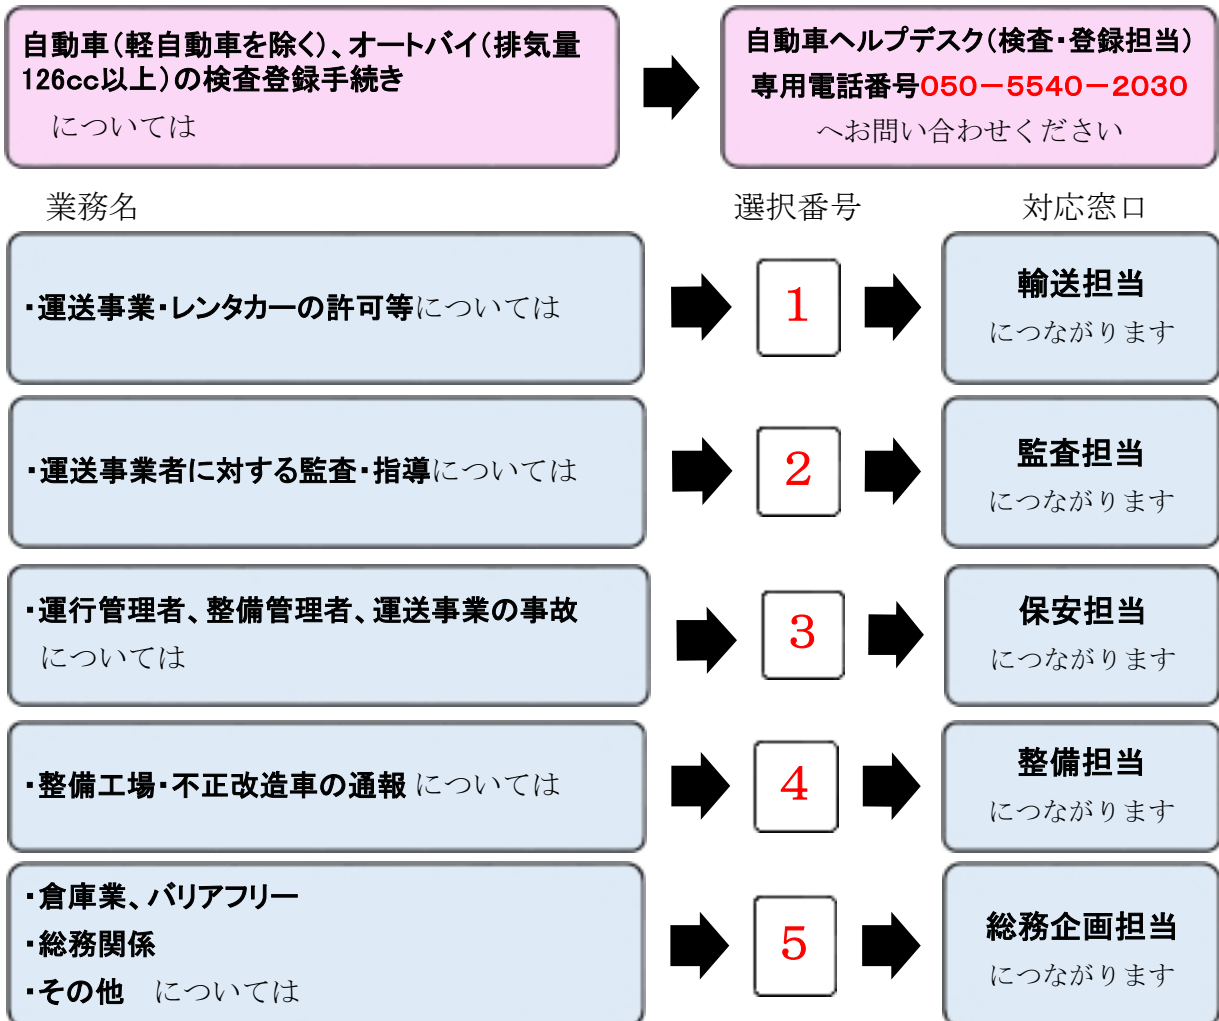 自動車(軽自動車を除く)、オートバイ(排気量
126cc以上)の検査登録手続き
については
自動車ヘルプデスク(検査・登録担当)
専用電話番号050-5540-2030
へお問い合わせください
業務名 選択番号 対応窓口
・運送事業・レンタカーの許可等については
1
輸送担当
につながります
・運送事業者に対する監査・指導については
2
監査担当
につながります
・運行管理者、整備管理者、運送事業の事故
については
3
保安担当
につながります
・整備工場・不正改造車の通報 については
4
整備担当
につながります
・倉庫業、バリアフリー
・総務関係
・その他 については
5
総務企画担当
につながります